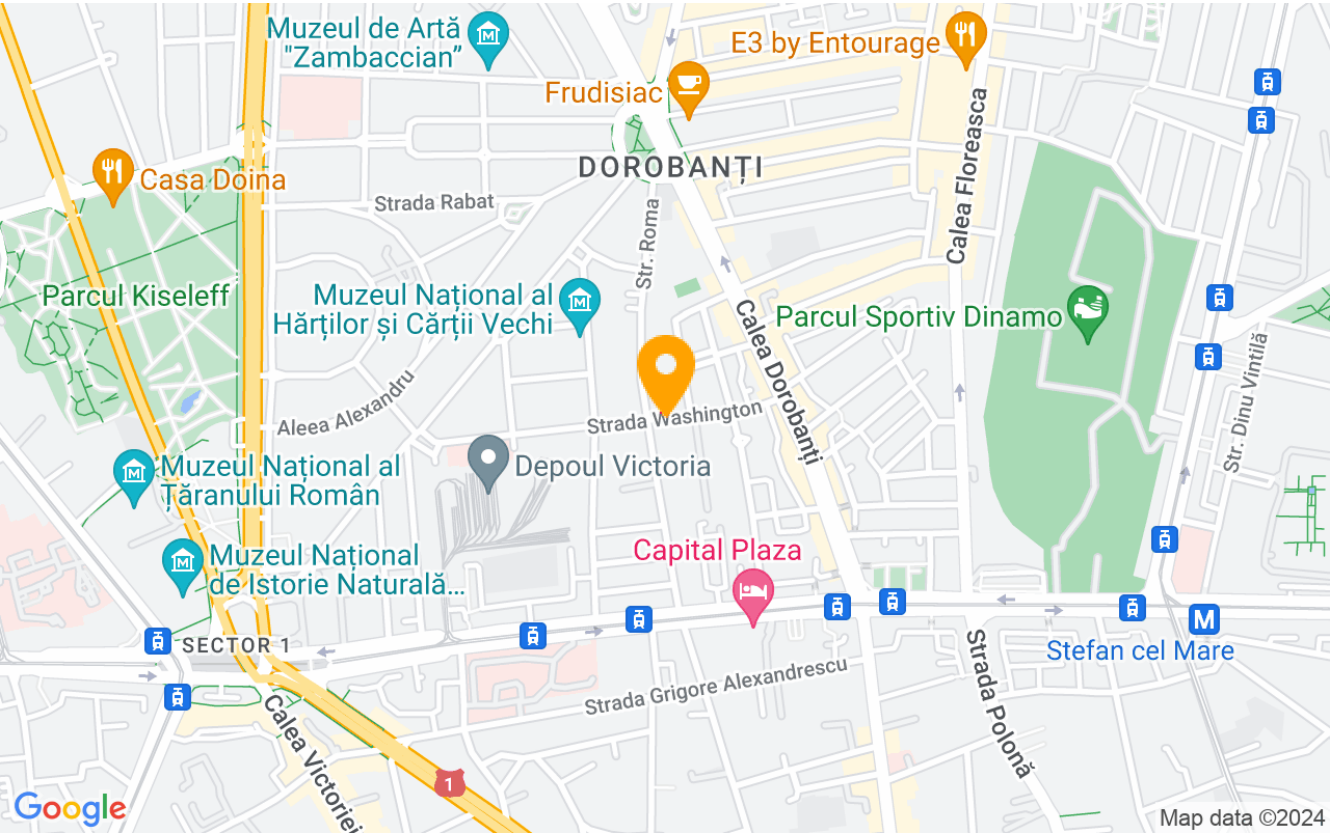 Muzeul de Artă
"Zambaccian”
E3 by Entourage
Frudisiac
DOROBANȚI
Casa Doina
Strada Rabat
Str. Roma
Calea Floreasca
Parcul Kiseleff
Muzeul Național al
Hărților și Cărții Vechi
Calea Dorobanți
Parcul Sportiv Dinamo
Str. Dinu Vintilă
Aleea Alexandru
Strada Washington
Muzeul Național al
Țăranului Român
Depoul Victoria
Muzeul Național
de Istorie Naturală...
Capital Plaza
M
Stefan cel Mare
SECTOR 1
Strada Grigore Alexandrescu
Strada Polonă
Calea Victoriei
1
Google
Map data ©2024